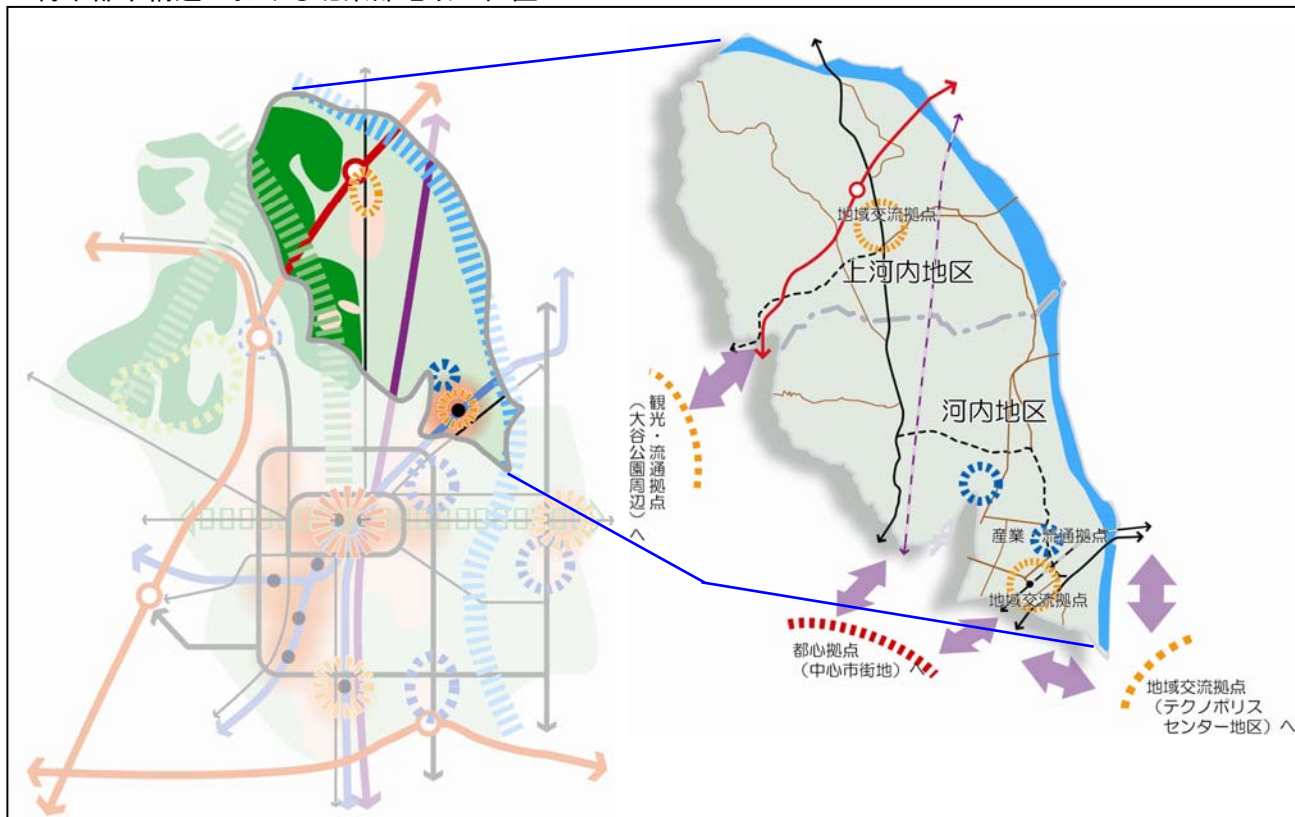 地域交流拠点
上河内地区
河内地区
観光・流通拠点
（大谷公園周辺）へ
産業・流通拠点
地域交流拠点
都心拠点
（中心市街地）へ
地域交流拠点
（テクノポリス
センター地区）へ